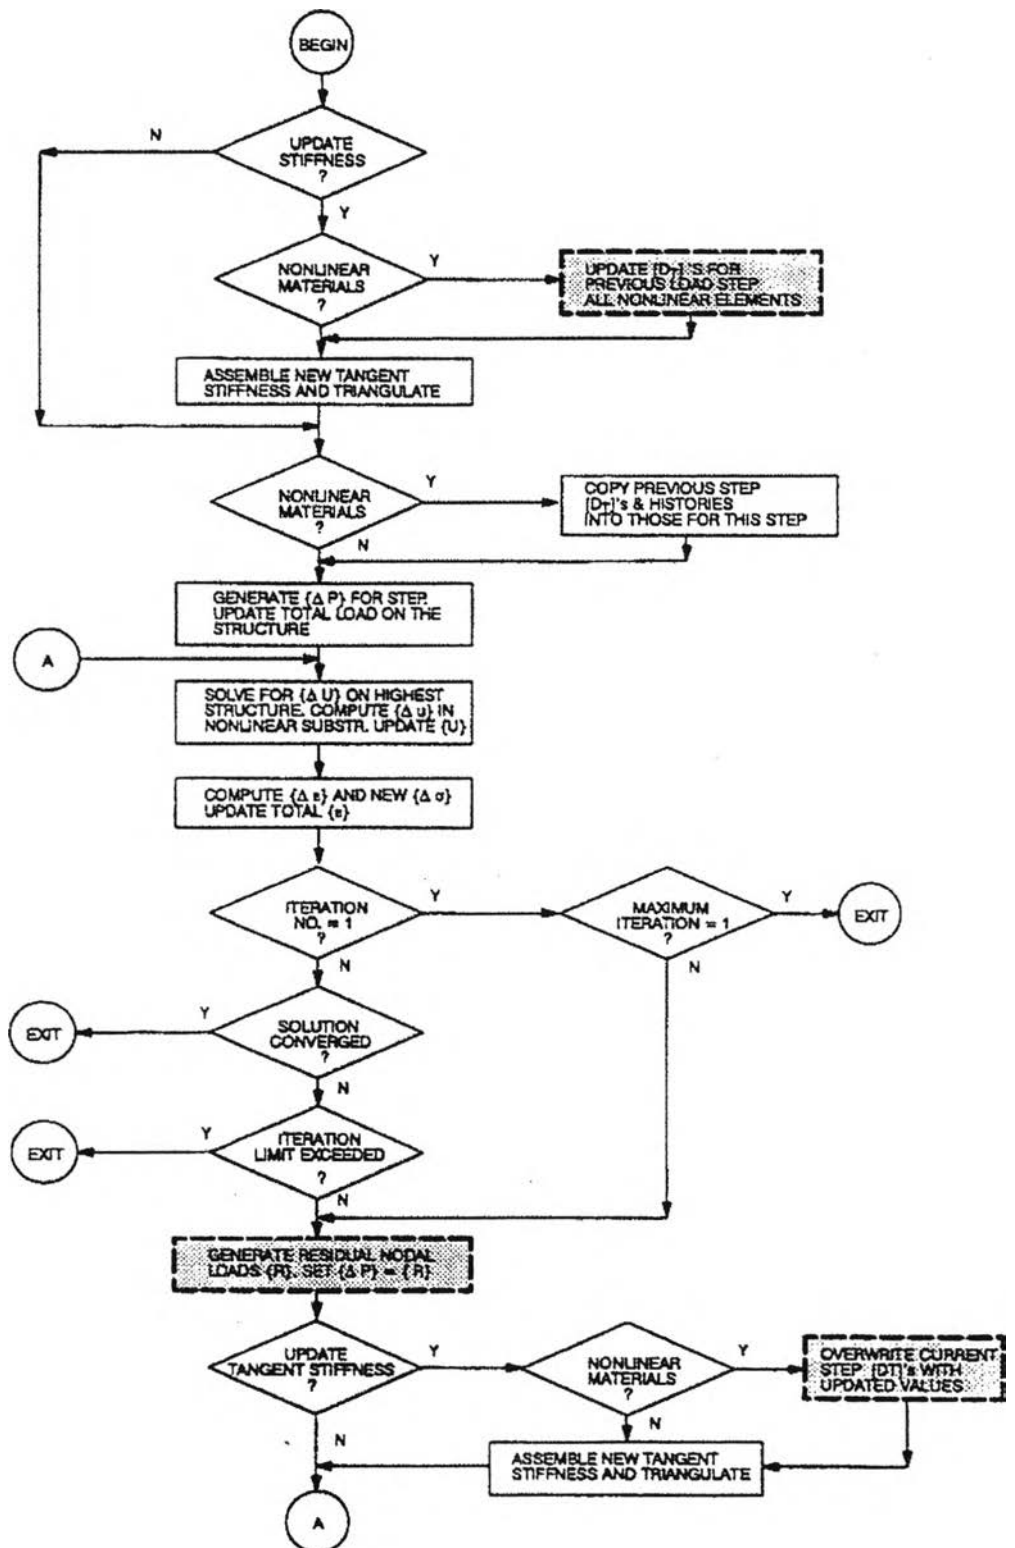 BEGIN
N
UPDATE
STIFFNESS
?
Y
NONLINEAR
MATERIALS
?
Y
UPDATE [DT]'S FOR
PREVIOUS LOAD STEP
ALL NONLINEAR ELEMENTS
ASSEMBLE NEW TANGENT
STIFFNESS AND TRIANGULATE
NONLINEAR
MATERIALS
?
Y
COPY PREVIOUS STEP
[DT]'s & HISTORIES
INTO THOSE FOR THIS STEP
N
GENERATE {Δ P} FOR STEP.
UPDATE TOTAL LOAD ON THE
STRUCTURE
A
SOLVE FOR {Δ U} ON HIGHEST
STRUCTURE. COMPUTE {Δ u} IN
NONLINEAR SUBSTR. UPDATE {U}
COMPUTE {Δ ε} AND NEW {Δ σ}
UPDATE TOTAL {ε}
ITERATION
NO. = 1
?
Y
MAXIMUM
ITERATION = 1
?
Y
EXIT
N
N
SOLUTION
CONVERGED
?
Y
EXIT
N
ITERATION
LIMIT EXCEEDED
?
Y
EXIT
N
GENERATE RESIDUAL NODAL
LOADS {R}, SET {Δ P} = {R}
UPDATE
TANGENT STIFFNESS
?
Y
NONLINEAR
MATERIALS
?
Y
OVERWRITE CURRENT
STEP [DT]'s WITH
UPDATED VALUES
N
N
ASSEMBLE NEW TANGENT
STIFFNESS AND TRIANGULATE
A